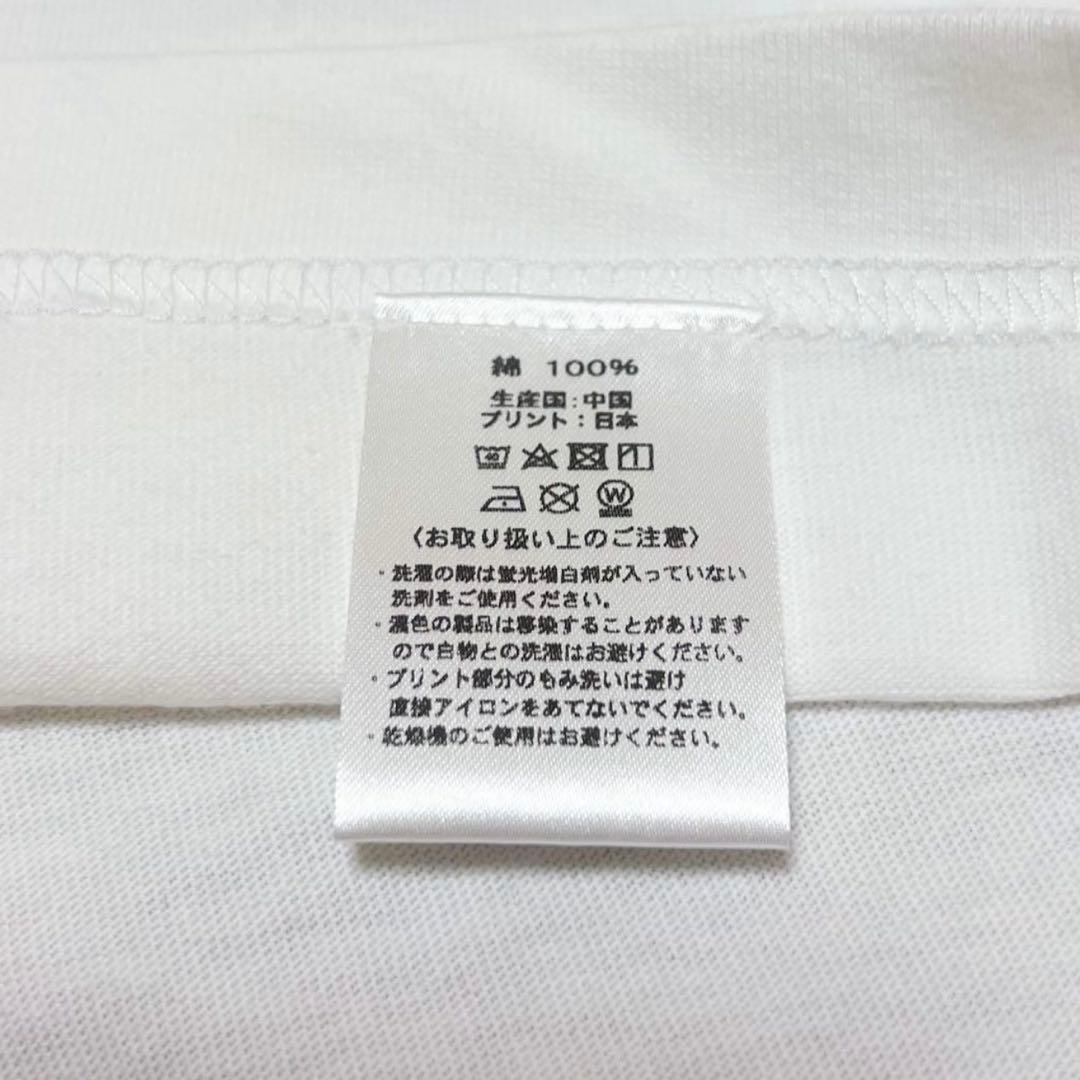 綿 100%
生産国：中国
プリント：日本
40
W
〈お取り扱い上のご注意〉
・洗濯の際は蛍光増白剤が入っていない
洗剤をご使用ください。
・濃色の製品は移染することがあります
ので白物との洗濯はお避けください。
・プリント部分のもみ洗いは避け
直接アイロンをあてないでください。
・乾燥機のご使用はお避けください。